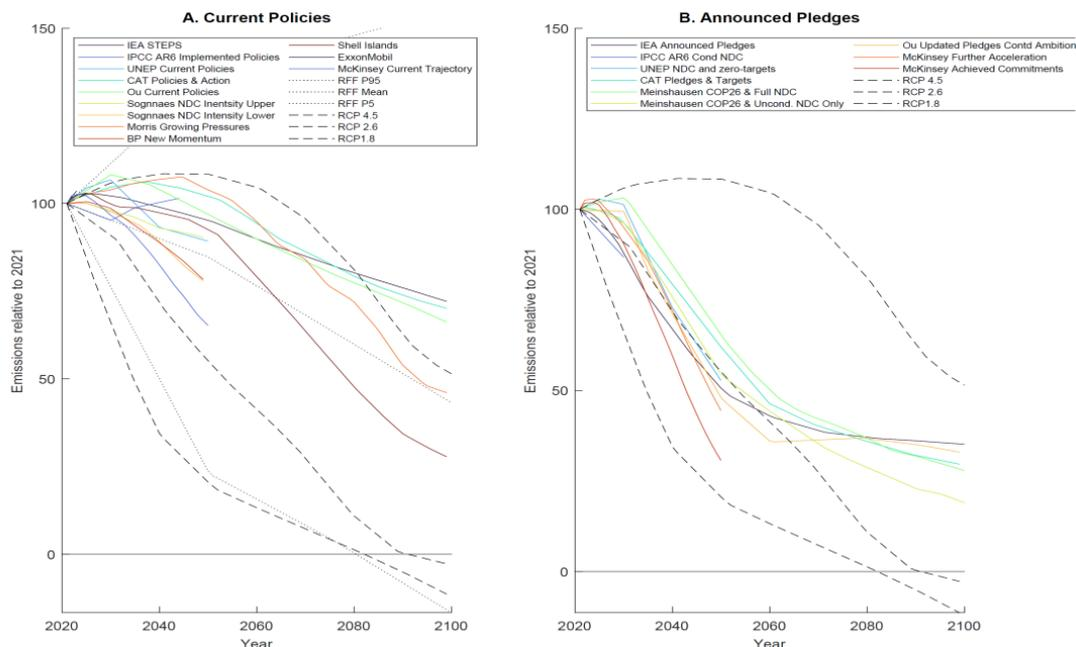 A. Current Policies
150
IEA STEPS
IPCC AR6 Implemented Policies
UNEP Current Policies
CAT Policies & Action
Ou Current Policies
Sognnaes NDC Inentsity Upper
Sognnaes NDC Intensity Lower
Morris Growing Pressures
BP New Momentum
Shell Islands
ExxonMobil
McKinsey Current Trajectory
RFF P95
RFF Mean
RFF P5
RCP 4.5
RCP 2.6
RCP1.8
100
50
0
Emissions relative to 2021
2020
2040
2060
2080
2100
Year
B. Announced Pledges
150
IEA Announced Pledges
IPCC AR6 Cond NDC
UNEP NDC and zero-targets
CAT Pledges & Targets
Meinshausen COP26 & Full NDC
Meinshausen COP26 & Uncond. NDC Only
Ou Updated Pledges Contd Ambition
McKinsey Further Acceleration
McKinsey Achieved Commitments
RCP 4.5
RCP 2.6
RCP1.8
100
50
0
Emissions relative to 2021
2020
2040
2060
2080
2100
Year